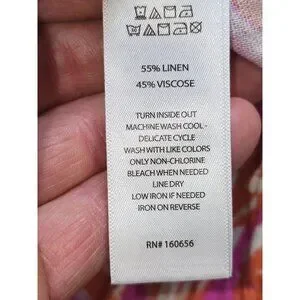 55% LINEN
45% VISCOSE
TURN INSIDE OUT
MACHINE WASH COOL -
DELICATE CYCLE
WASH WITH LIKE COLORS
ONLY NON-CHLORINE
BLEACH WHEN NEEDED
LINE DRY
LOW IRON IF NEEDED
IRON ON REVERSE
RN# 160656